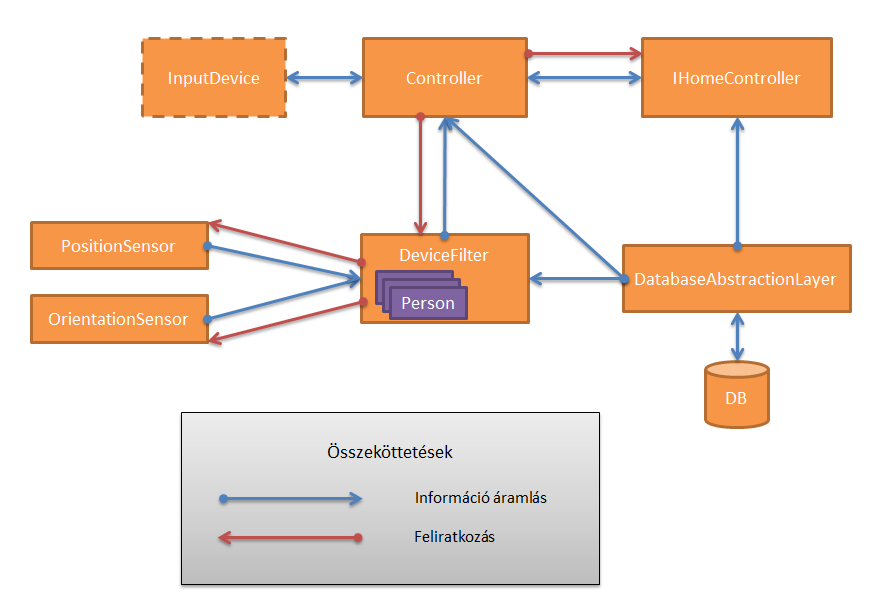 InputDevice
Controller
IHomeController
PositionSensor
OrientationSensor
DeviceFilter
Person
DatabaseAbstractionLayer
DB
Összeköttetések
Információ áramlás
Feliratkozás